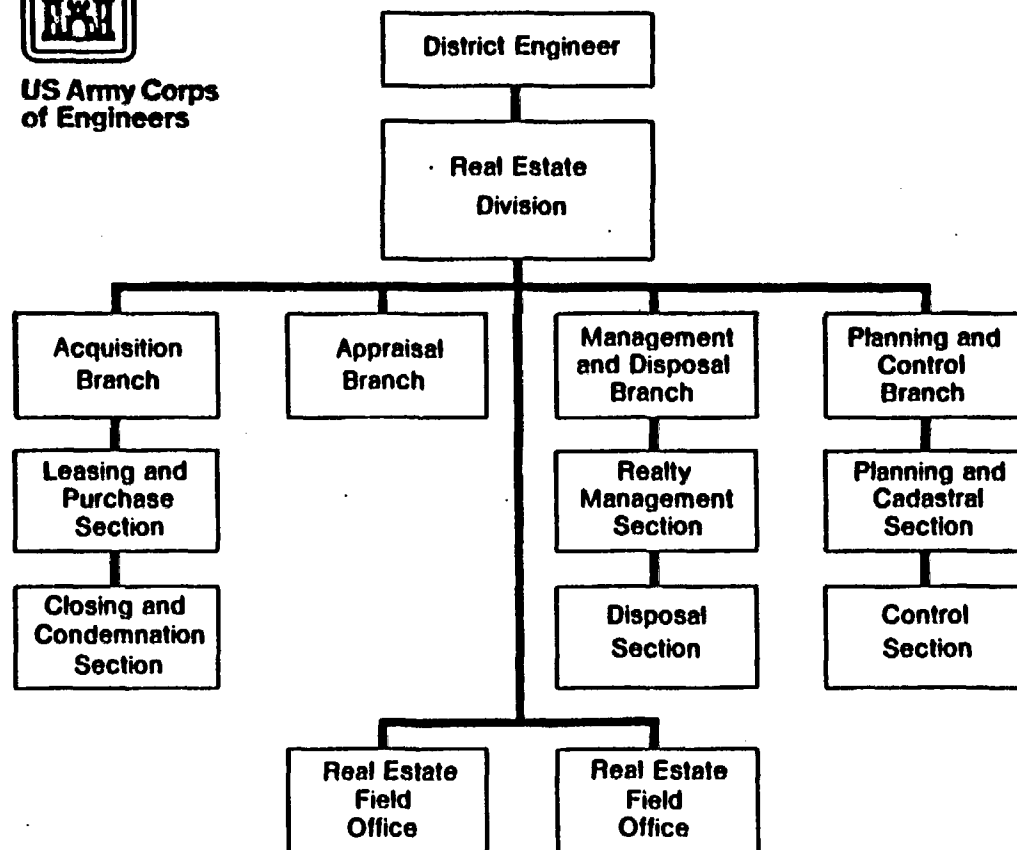 US Army Corps
of Engineers
District Engineer
Real Estate
Division
Acquisition
Branch
Appraisal
Branch
Management
and Disposal
Branch
Planning and
Control
Branch
Leasing and
Purchase
Section
Realty
Management
Section
Planning and
Cadastral
Section
Closing and
Condemnation
Section
Disposal
Section
Control
Section
Real Estate
Field
Office
Real Estate
Field
Office